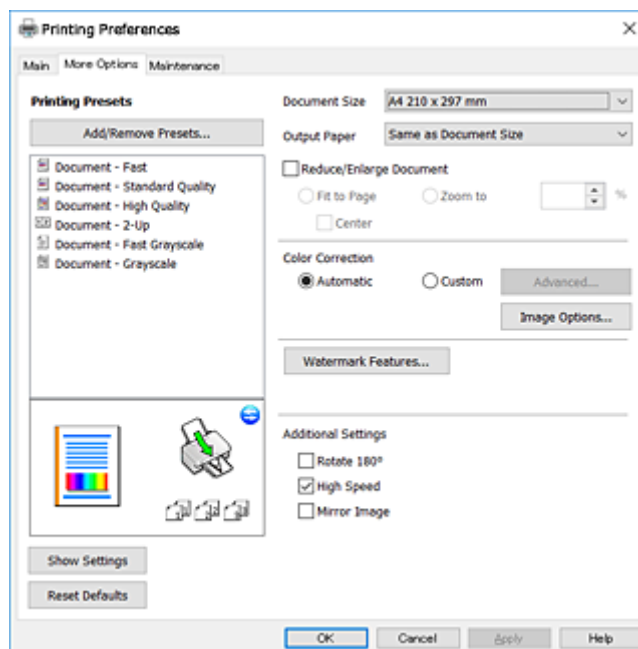 Printing Preferences
Main More Options Maintenance
Printing Presets
Add/Remove Presets...
Document - Fast
Document - Standard Quality
Document - High Quality
Document - 2-Up
Document - Fast Grayscale
Document - Grayscale
Show Settings
Reset Defaults
Document Size A4 210 x 297 mm
Output Paper Same as Document Size
Reduce/Enlarge Document
Fit to Page Zoom to %
Center
Color Correction
Automatic Custom Advanced...
Image Options...
Watermark Features...
Additional Settings
Rotate 180º
High Speed
Mirror Image
OK Cancel Apply Help